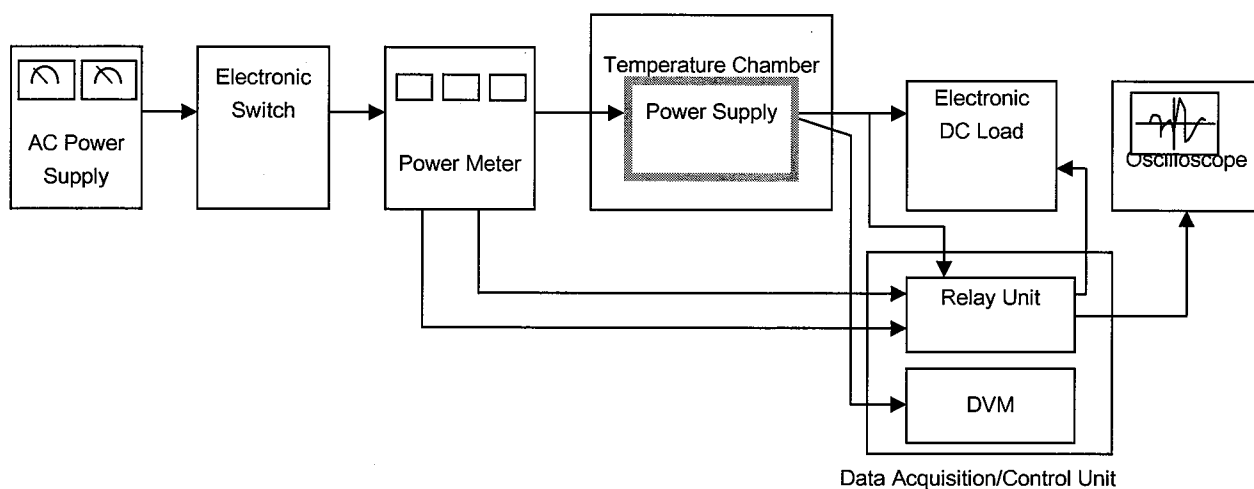 AC Power
Supply
Electronic
Switch
Power Meter
Temperature Chamber
Power Supply
Electronic
DC Load
Oscilloscope
Relay Unit
DVM
Data Acquisition/Control Unit